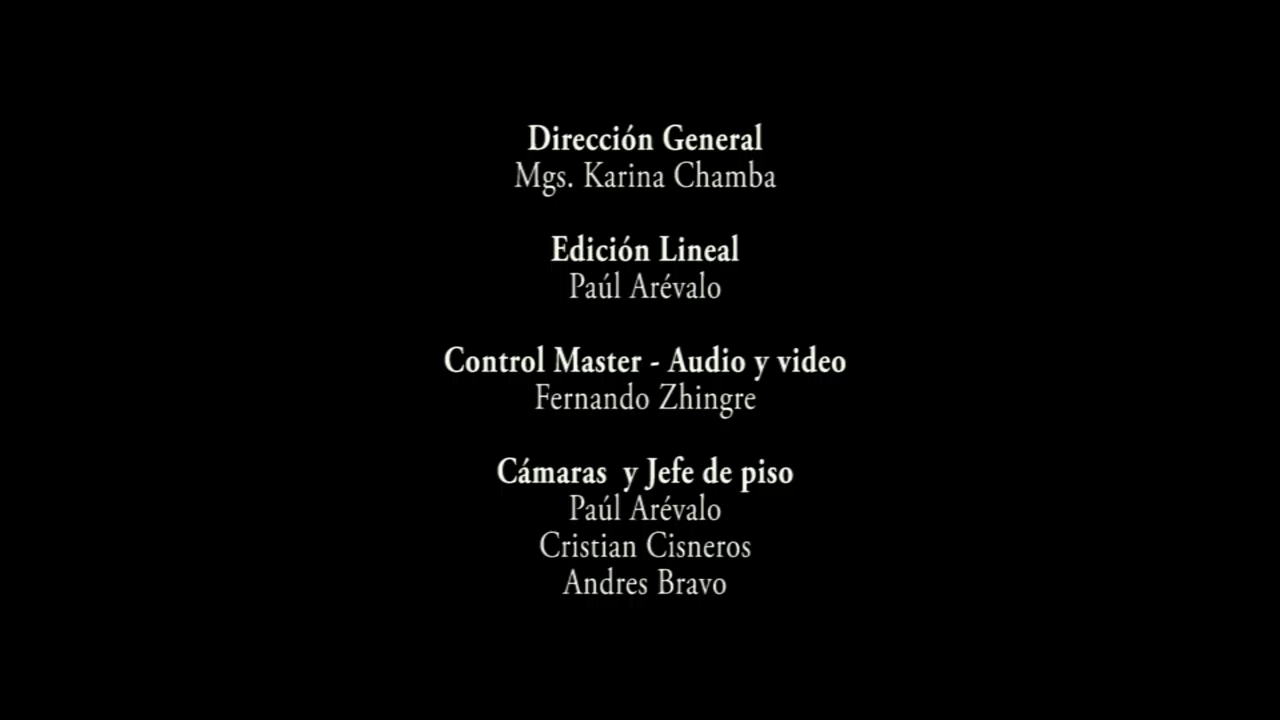 Dirección General
Mgs. Karina Chamba
Edición Lineal
Paúl Arévalo
Control Master - Audio y video
Fernando Zhingre
Cámaras  y Jefe de piso
Paúl Arévalo
Cristian Cisneros
Andres Bravo